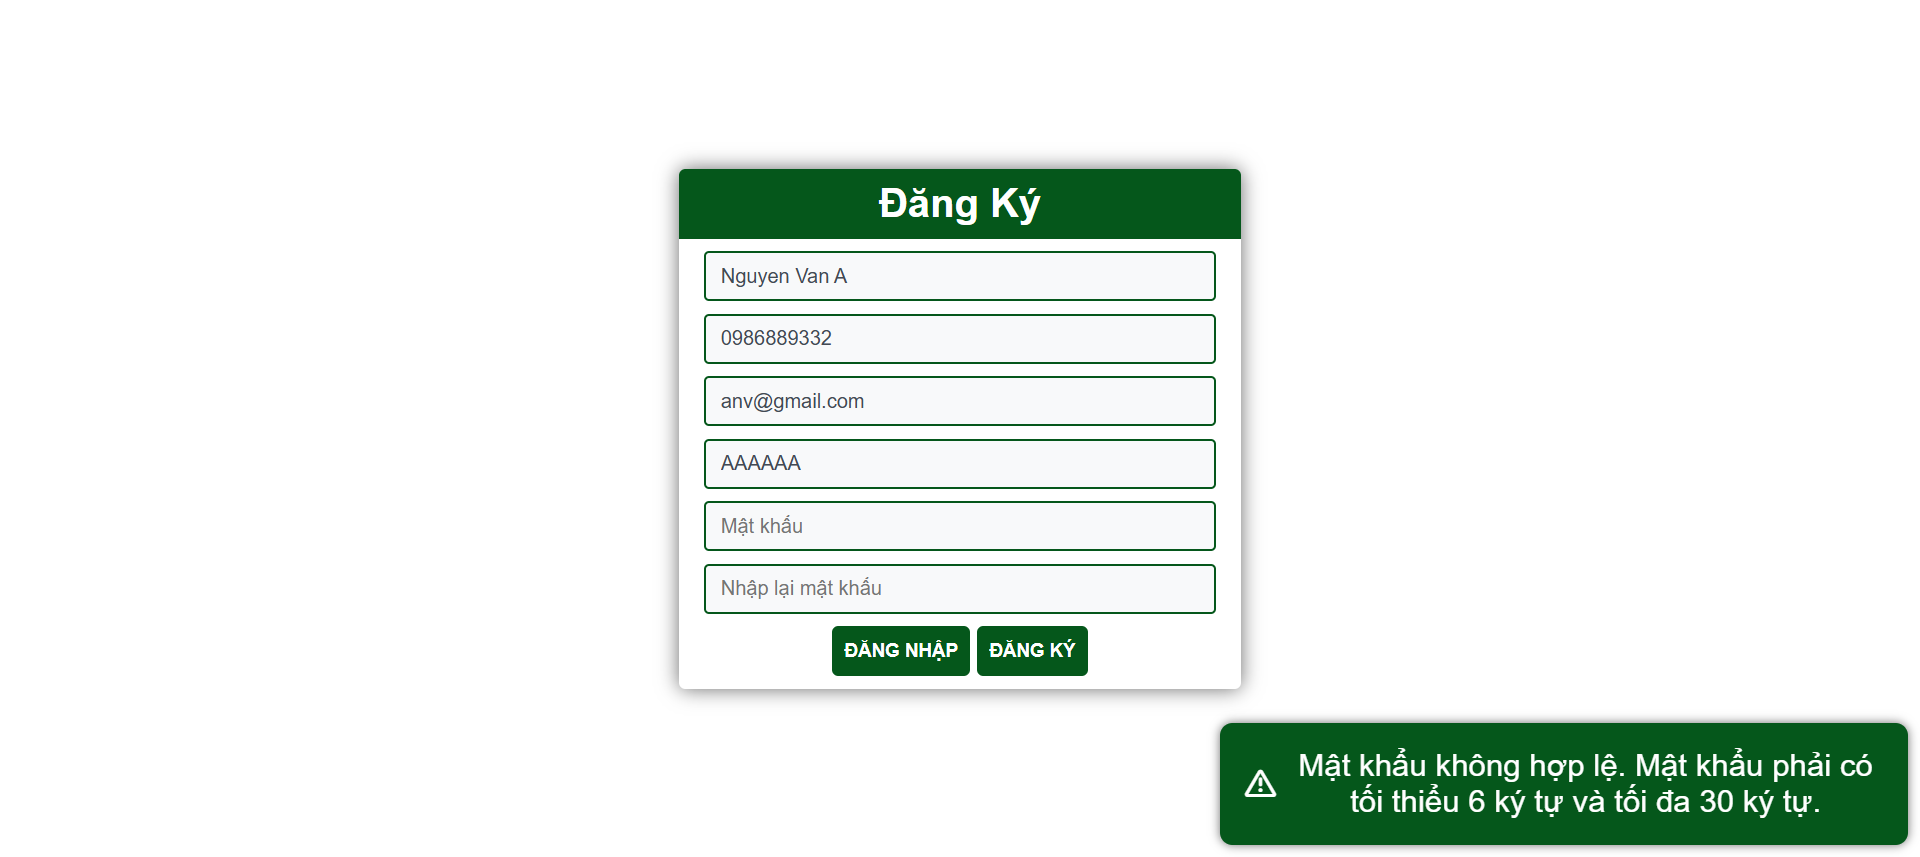 Đăng Ký
Nguyen Van A
0986889332
anv@gmail.com
AAAAAA
Mật khẩu
Nhập lại mật khẩu
ĐĂNG NHẬP ĐĂNG KÝ
Mật khẩu không hợp lệ. Mật khẩu phải có
tối thiểu 6 ký tự và tối đa 30 ký tự.